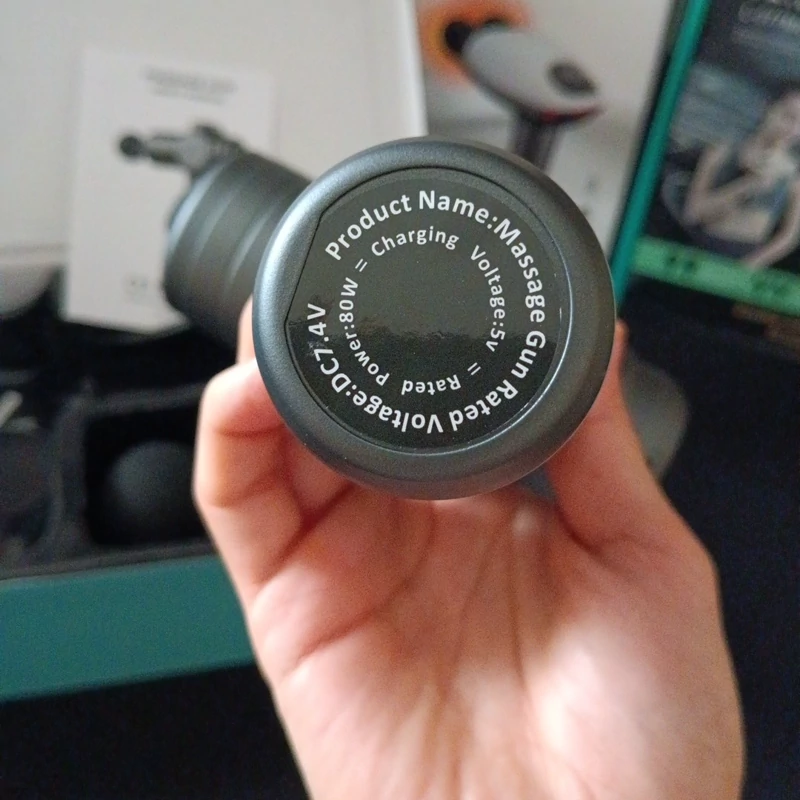 Product Name:Massage Gun Rated Voltage:DC7.4V
= Charging Voltage:5v = Rated Power:80W